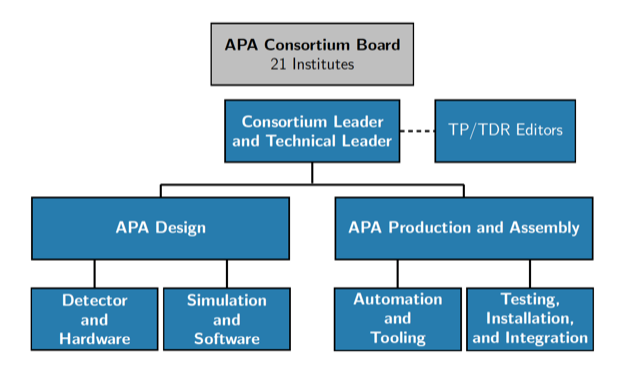 APA Consortium Board
21 Institutes
Consortium Leader
and Technical Leader
TP/TDR Editors
APA Design
APA Production and Assembly
Detector
and
Hardware
Simulation
and
Software
Automation
and
Tooling
Testing,
Installation,
and Integration